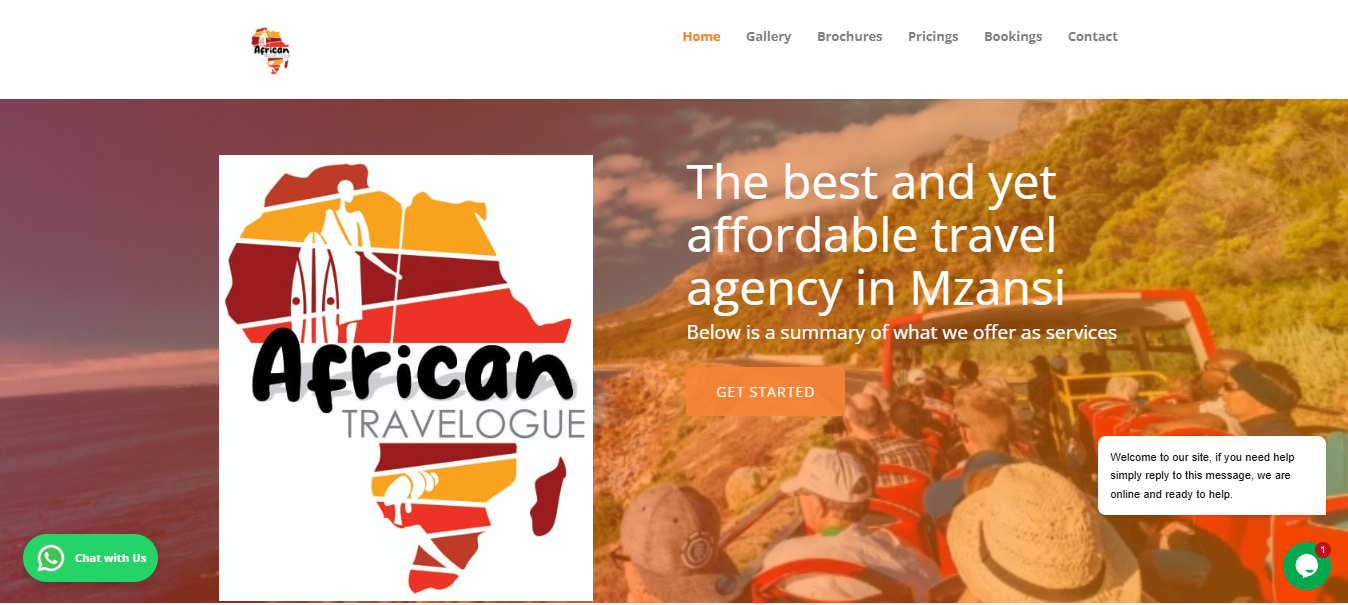 African
Home
Gallery
Brochures
Pricings
Bookings
Contact
African
TRAVELOGUE
The best and yet
affordable travel
agency in Mzansi
Below is a summary of what we offer as services
GET STARTED
Welcome to our site, if you need help
simply reply to this message, we are
online and ready to help.
Chat with Us
1